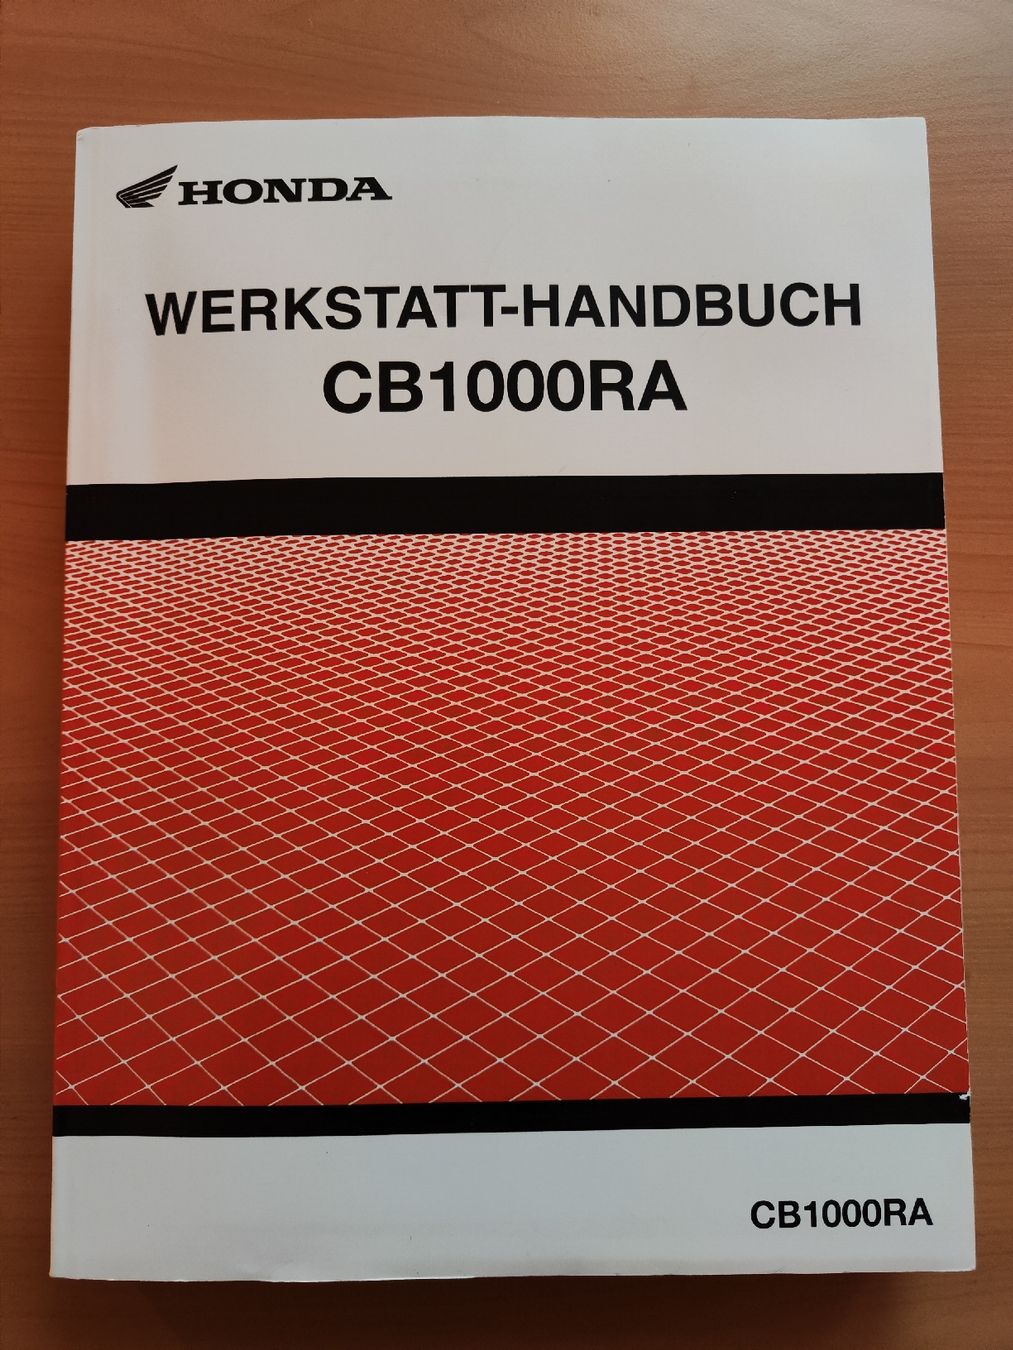 HONDA
WERKSTATT-HANDBUCH
CB1000RA
CB1000RA